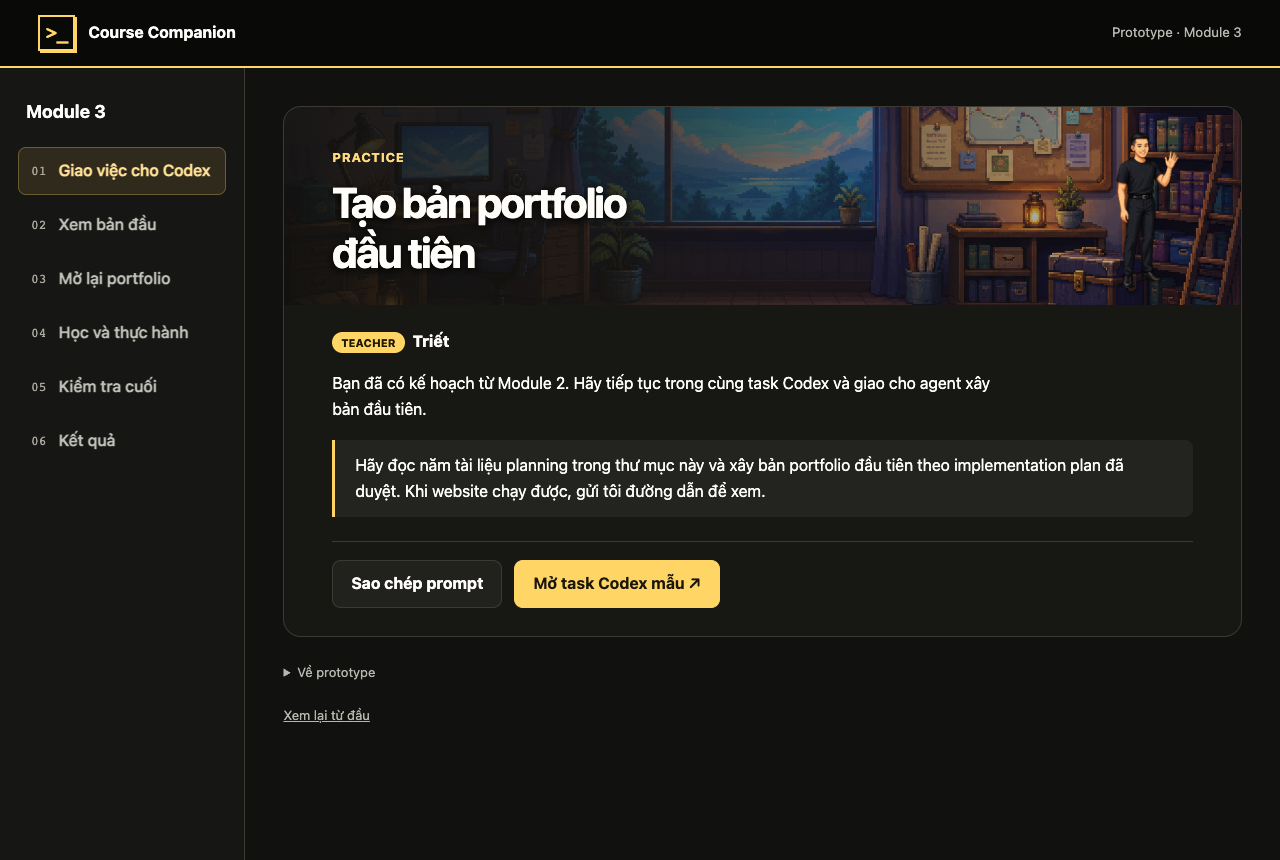 >_ Course Companion
Prototype · Module 3
Module 3
01 Giao việc cho Codex
02 Xem bản đầu
03 Mở lại portfolio
04 Học và thực hành
05 Kiểm tra cuối
06 Kết quả
PRACTICE
Tạo bản portfolio
đầu tiên
TEACHER Triết
Bạn đã có kế hoạch từ Module 2. Hãy tiếp tục trong cùng task Codex và giao cho agent xây
bản đầu tiên.
Hãy đọc năm tài liệu planning trong thư mục này và xây bản portfolio đầu tiên theo implementation plan đã
duyệt. Khi website chạy được, gửi tôi đường dẫn để xem.
Sao chép prompt
Mở task Codex mẫu ↗
▶ Về prototype
Xem lại từ đầu